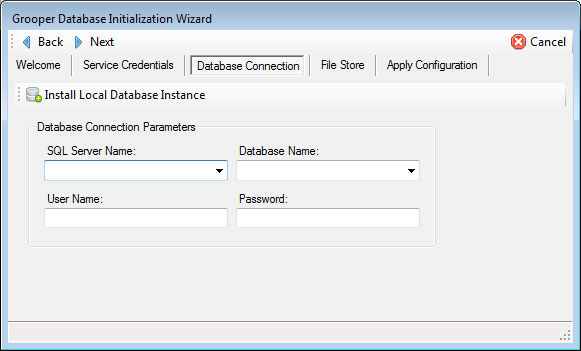 Grooper Database Initialization Wizard
Back Next Cancel
Welcome Service Credentials Database Connection File Store Apply Configuration
Install Local Database Instance
Database Connection Parameters
SQL Server Name: Database Name:
User Name: Password: